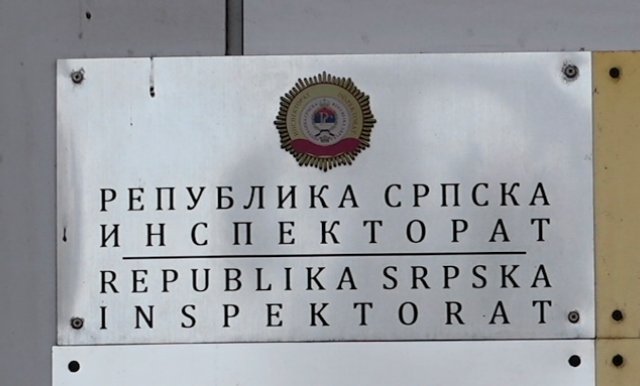 РЕПУБЛИКА СРПСКА
ИНСПЕКТОРАТ
REPUBLIKA SRPSKA
INSPEKTORAT